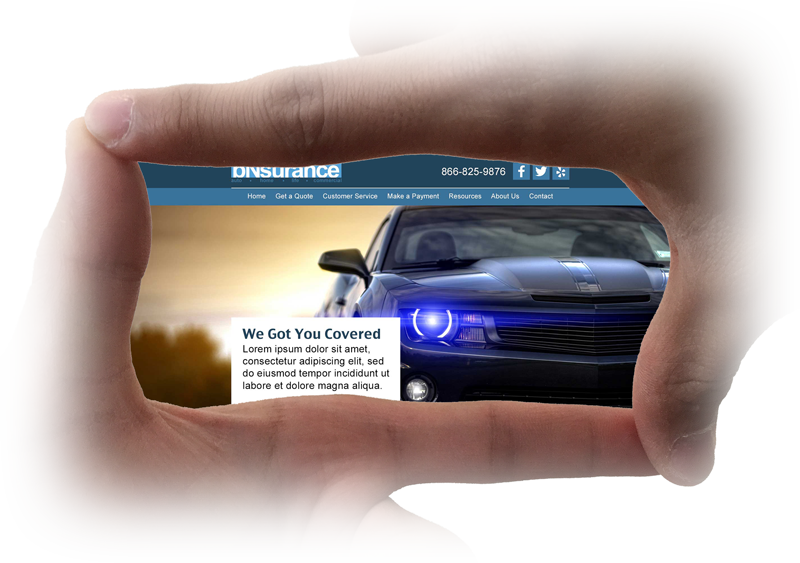 bNsurance
866-825-9876
Home Get a Quote Customer Service Make a Payment Resources About Us Contact
We Got You Covered
Lorem ipsum dolor sit amet,
consectetur adipiscing elit, sed
do eiusmod tempor incididunt ut
labore et dolore magna aliqua.